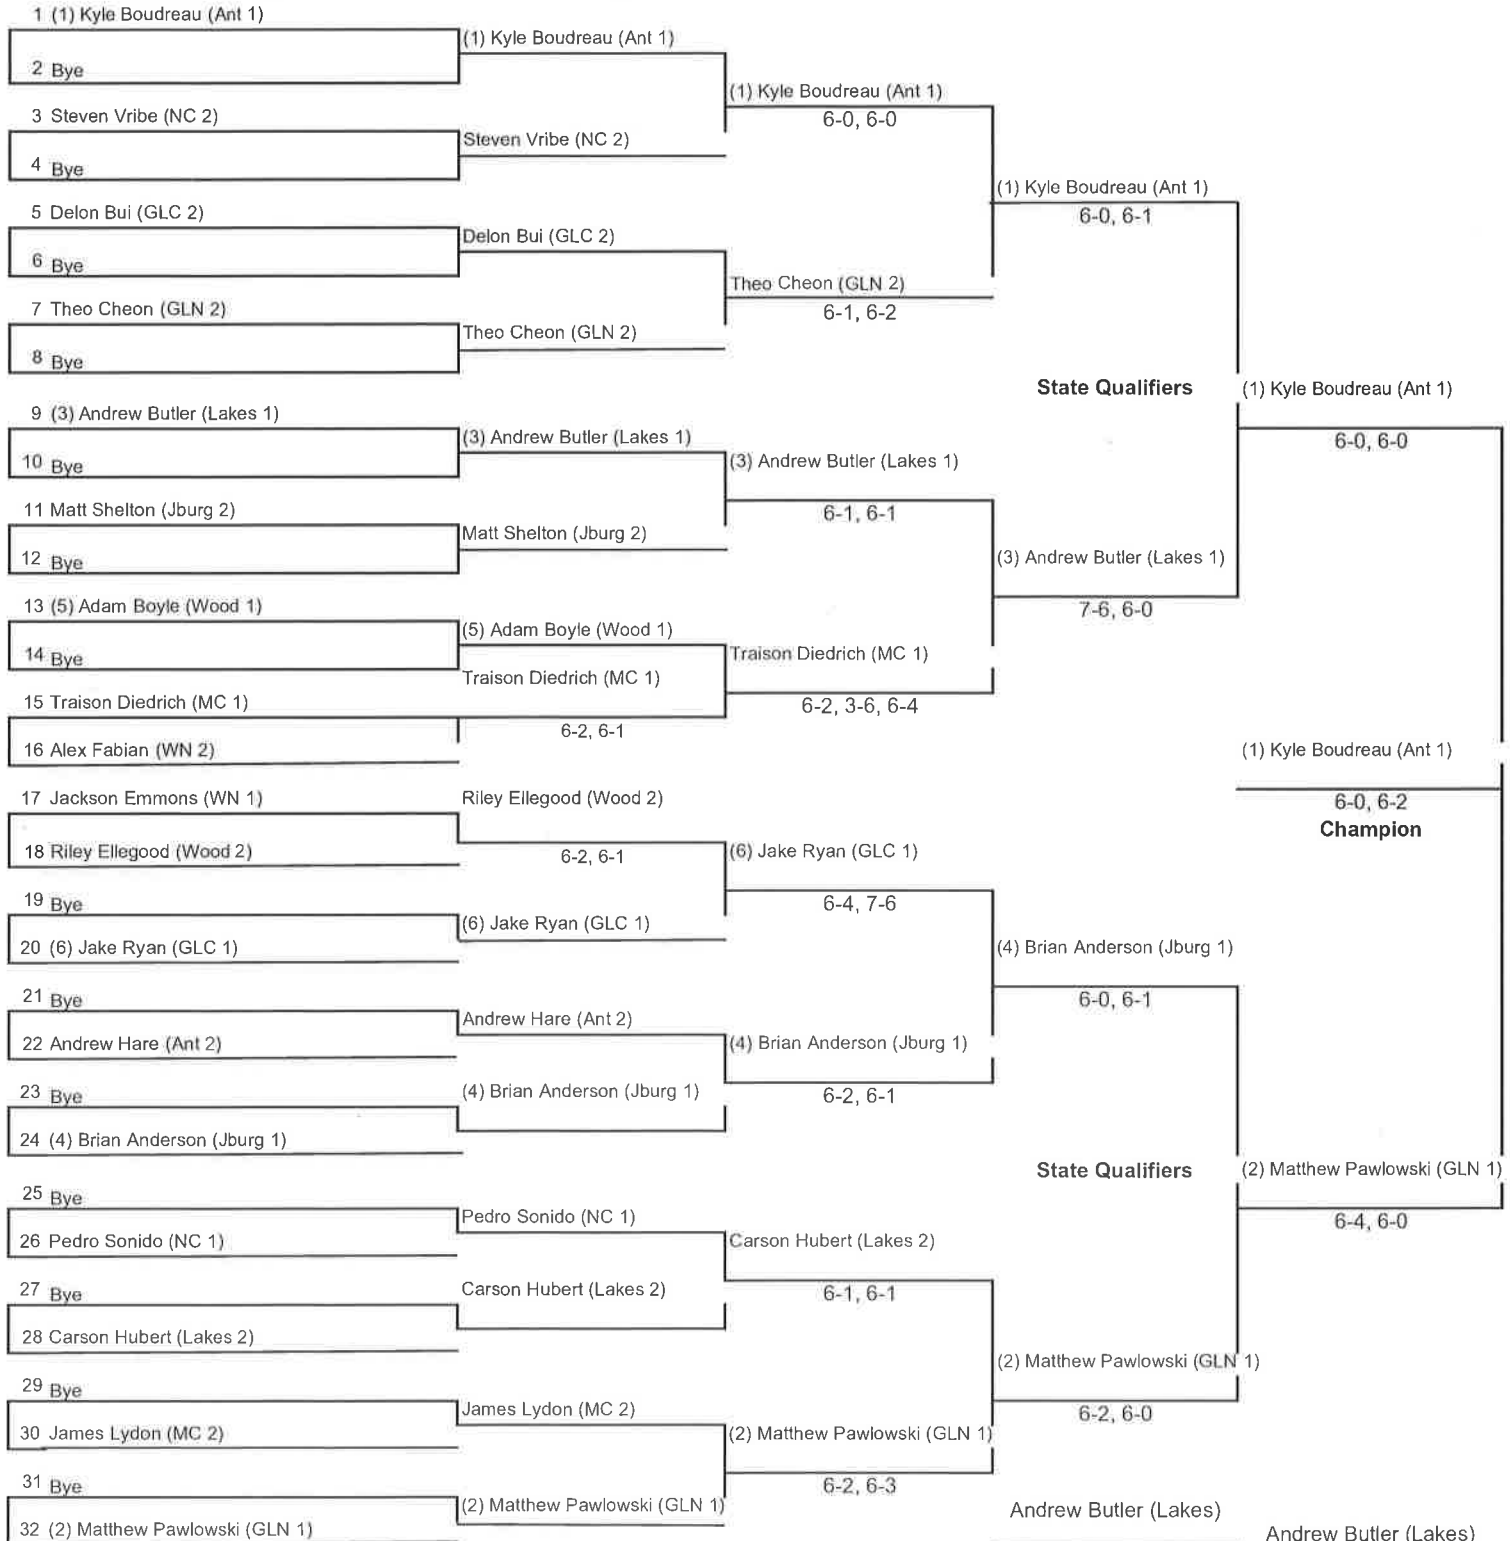 1 (1) Kyle Boudreau (Ant 1)
(1) Kyle Boudreau (Ant 1)
2 Bye
(1) Kyle Boudreau (Ant 1)
6-0, 6-0
3 Steven Vribe (NC 2)
Steven Vribe (NC 2)
4 Bye
(1) Kyle Boudreau (Ant 1)
6-0, 6-1
5 Delon Bui (GLC 2)
Delon Bui (GLC 2)
6 Bye
Theo Cheon (GLN 2)
6-1, 6-2
7 Theo Cheon (GLN 2)
Theo Cheon (GLN 2)
8 Bye
State Qualifiers
(1) Kyle Boudreau (Ant 1)
6-0, 6-0
9 (3) Andrew Butler (Lakes 1)
(3) Andrew Butler (Lakes 1)
10 Bye
(3) Andrew Butler (Lakes 1)
6-1, 6-1
11 Matt Shelton (Jburg 2)
Matt Shelton (Jburg 2)
12 Bye
(3) Andrew Butler (Lakes 1)
7-6, 6-0
13 (5) Adam Boyle (Wood 1)
(5) Adam Boyle (Wood 1)
14 Bye
Traison Diedrich (MC 1)
6-2, 3-6, 6-4
Traison Diedrich (MC 1)
6-2, 6-1
15 Traison Diedrich (MC 1)
16 Alex Fabian (WN 2)
(1) Kyle Boudreau (Ant 1)
6-0, 6-2
Champion
17 Jackson Emmons (WN 1)
Riley Ellegood (Wood 2)
6-2, 6-1
18 Riley Ellegood (Wood 2)
(6) Jake Ryan (GLC 1)
6-4, 7-6
19 Bye
(6) Jake Ryan (GLC 1)
20 (6) Jake Ryan (GLC 1)
(4) Brian Anderson (Jburg 1)
6-0, 6-1
21 Bye
Andrew Hare (Ant 2)
22 Andrew Hare (Ant 2)
(4) Brian Anderson (Jburg 1)
6-2, 6-1
23 Bye
(4) Brian Anderson (Jburg 1)
24 (4) Brian Anderson (Jburg 1)
State Qualifiers
(2) Matthew Pawlowski (GLN 1)
6-4, 6-0
25 Bye
Pedro Sonido (NC 1)
26 Pedro Sonido (NC 1)
Carson Hubert (Lakes 2)
6-1, 6-1
27 Bye
Carson Hubert (Lakes 2)
28 Carson Hubert (Lakes 2)
(2) Matthew Pawlowski (GLN 1)
6-2, 6-0
29 Bye
James Lydon (MC 2)
30 James Lydon (MC 2)
(2) Matthew Pawlowski (GLN 1)
6-2, 6-3
31 Bye
(2) Matthew Pawlowski (GLN 1)
32 (2) Matthew Pawlowski (GLN 1)
Andrew Butler (Lakes)
Andrew Butler (Lakes)